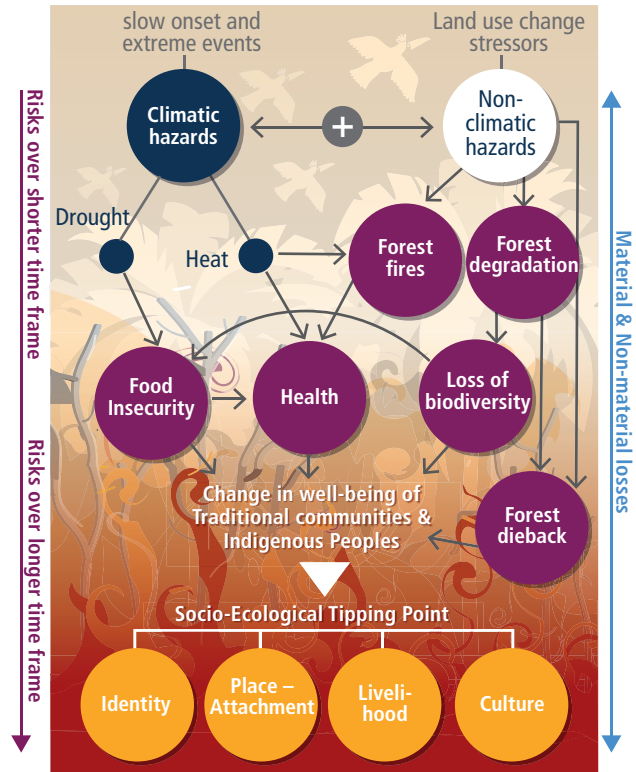 slow onset and
extreme events
Land use change
stressors
Climatic
hazards
+
Non-
climatic
hazards
Risks over shorter time frame
Drought
Heat
Forest
fires
Forest
degradation
Material & Non-material losses
Food
Insecurity
Health
Loss of
biodiversity
Risks over longer time frame
Change in well-being of
Traditional communities &
Indigenous Peoples
Forest
dieback
Socio-Ecological Tipping Point
Identity
Place –
Attachment
Liveli-
hood
Culture